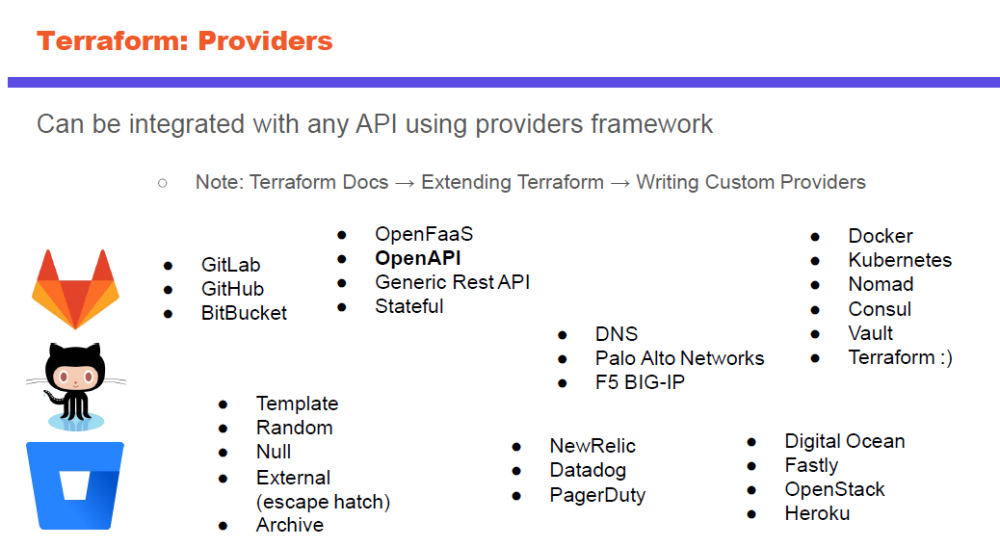 Terraform: Providers
Can be integrated with any API using providers framework
○ Note: Terraform Docs → Extending Terraform → Writing Custom Providers
● GitLab
● GitHub
● BitBucket
● OpenFaaS
● OpenAPI
● Generic Rest API
● Stateful
● DNS
● Palo Alto Networks
● F5 BIG-IP
● Docker
● Kubernetes
● Nomad
● Consul
● Vault
● Terraform :)
● Template
● Random
● Null
● External
(escape hatch)
● Archive
● NewRelic
● Datadog
● PagerDuty
● Digital Ocean
● Fastly
● OpenStack
● Heroku